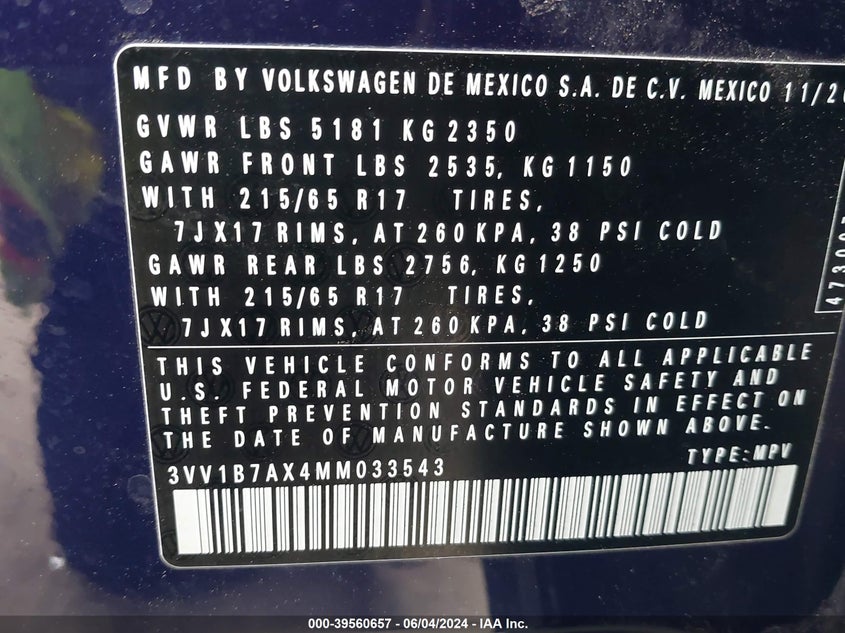 MFD BY VOLKSWAGEN DE MEXICO S.A. DE C.V. MEXICO 11/20
GVWR LBS 5181 KG 2350
GAWR FRONT LBS 2535, KG 1150
WITH 215/65 R17 TIRES,
7JX17 RIMS, AT 260 KPA, 38 PSI COLD
GAWR REAR LBS 2756, KG 1250
WITH 215/65 R17 TIRES,
7JX17 RIMS, AT 260 KPA, 38 PSI COLD
THIS VEHICLE CONFORMS TO ALL APPLICABLE
U.S. FEDERAL MOTOR VEHICLE SAFETY AND
THEFT PREVENTION STANDARDS IN EFFECT ON
THE DATE OF MANUFACTURE SHOWN ABOVE.
3VV1B7AX4MM033543 TYPE: MPV
000-39560657 - 06/04/2024 - IAA Inc.